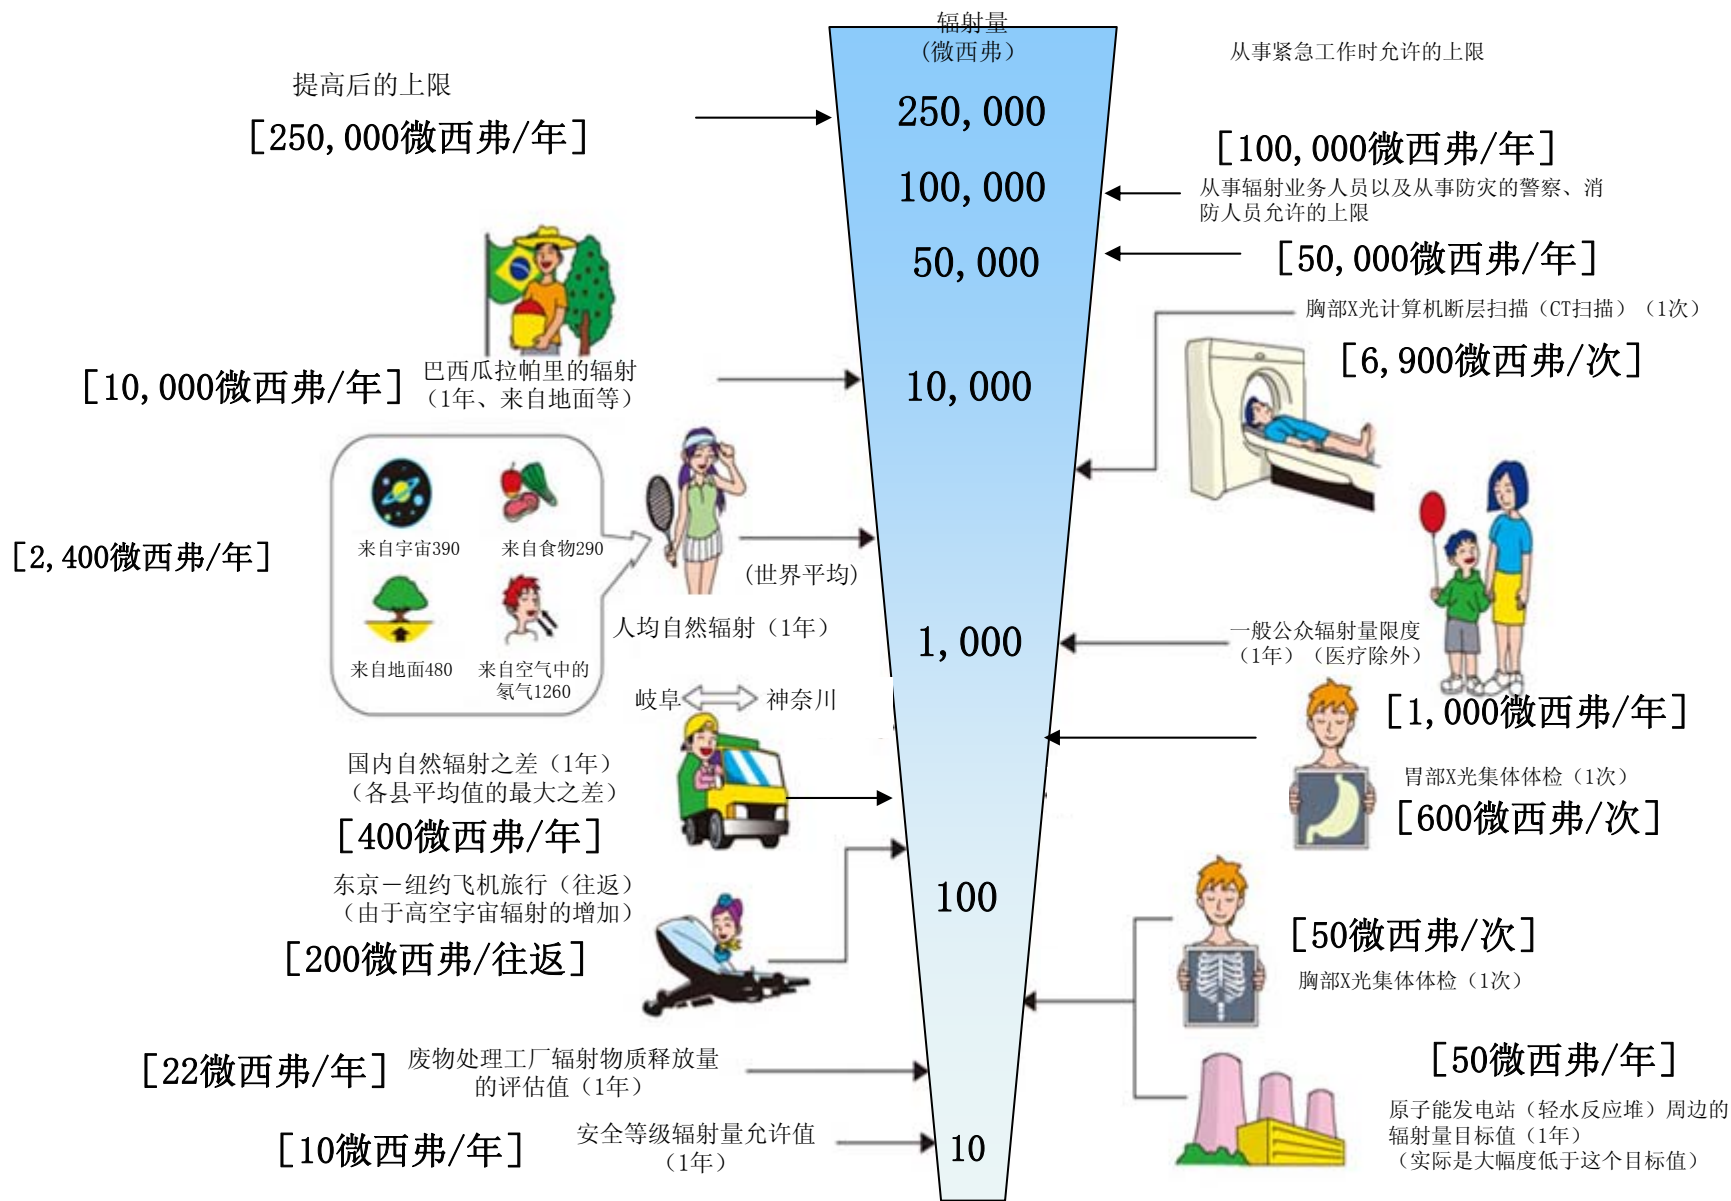 辐射量
(微西弗)
250,000
100,000
50,000
10,000
1,000
100
10
提高后的上限
[250,000微西弗/年]
[10,000微西弗/年]
巴西瓜拉帕里的辐射
(1年、来自地面等)
[2,400微西弗/年]
来自宇宙390
来自食物290
来自地面480
来自空气中的
氡气1260
(世界平均)
人均自然辐射(1年)
岐阜
神奈川
国内自然辐射之差(1年)
(各县平均值的最大之差)
[400微西弗/年]
东京-纽约飞机旅行(往返)
(由于高空宇宙辐射的增加)
[200微西弗/往返]
[22微西弗/年]
废物处理工厂辐射物质释放量
的评估值(1年)
[10微西弗/年]
安全等级辐射量允许值
(1年)
从事紧急工作时允许的上限
[100,000微西弗/年]
从事辐射业务人员以及从事防灾的警察、消
防人员允许的上限
[50,000微西弗/年]
胸部X光计算机断层扫描(CT扫描)(1次)
[6,900微西弗/次]
一般公众辐射量限度
(1年)(医疗除外)
[1,000微西弗/年]
胃部X光集体体检(1次)
[600微西弗/次]
[50微西弗/次]
胸部X光集体体检(1次)
[50微西弗/年]
原子能发电站(轻水反应堆)周边的
辐射量目标值(1年)
(实际是大幅度低于这个目标值)